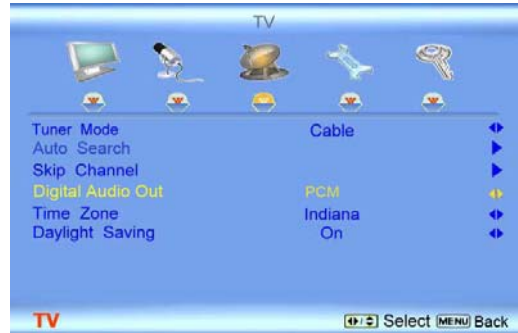 TV
Tuner Mode Cable
Auto Search
Skip Channel
Digital Audio Out PCM
Time Zone Indiana
Daylight Saving On
TV Select MENU Back